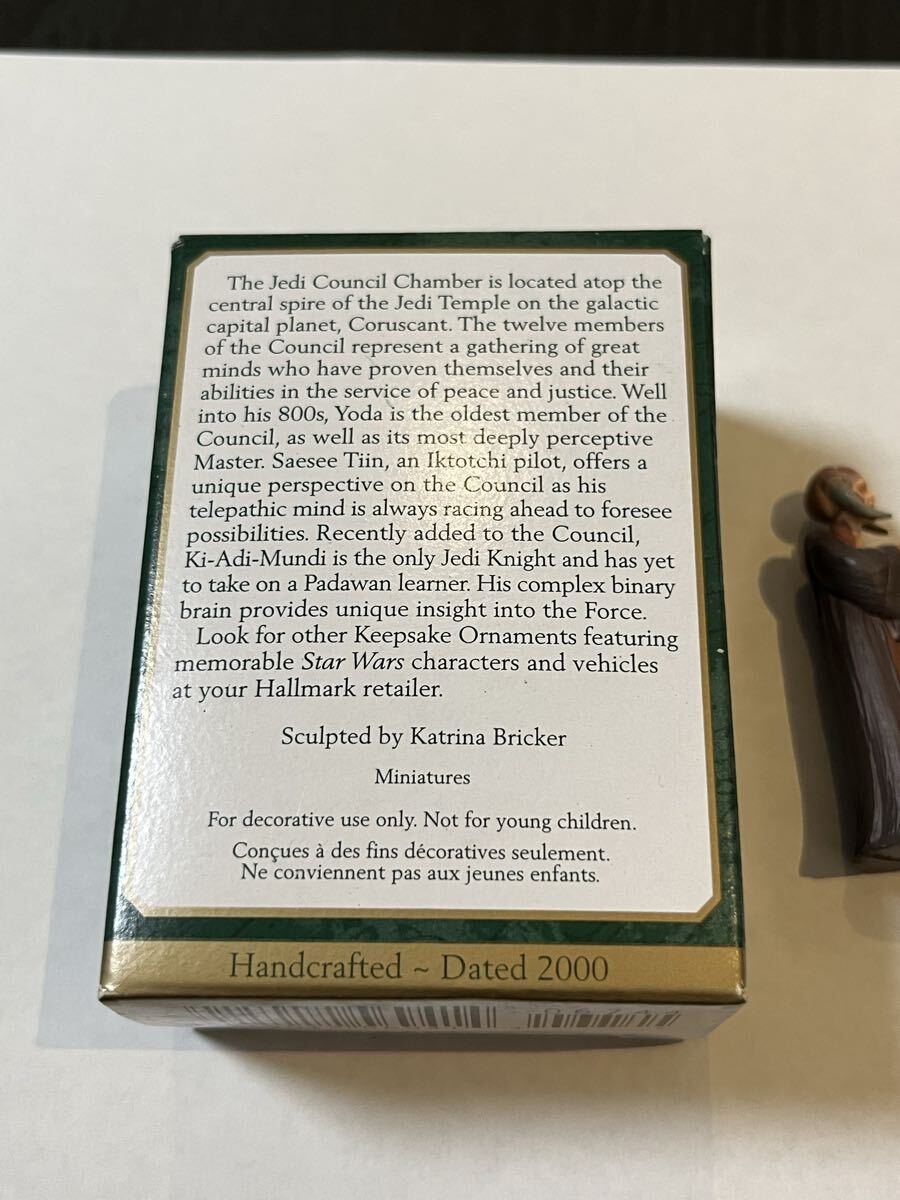 The Jedi Council Chamber is located atop the
central spire of the Jedi Temple on the galactic
capital planet, Coruscant. The twelve members
of the Council represent a gathering of great
minds who have proven themselves and their
abilities in the service of peace and justice. Well
into his 800s, Yoda is the oldest member of the
Council, as well as its most deeply perceptive
Master. Saesee Tiin, an Iktotchi pilot, offers a
unique perspective on the Council as his
telepathic mind is always racing ahead to foresee
possibilities. Recently added to the Council,
Ki-Adi-Mundi is the only Jedi Knight and has yet
to take on a Padawan learner. His complex binary
brain provides unique insight into the Force.
Look for other Keepsake Ornaments featuring
memorable Star Wars characters and vehicles
at your Hallmark retailer.
Sculpted by Katrina Bricker
Miniatures
For decorative use only. Not for young children.
Conçues à des fins décoratives seulement.
Ne conviennent pas aux jeunes enfants.
Handcrafted ~ Dated 2000